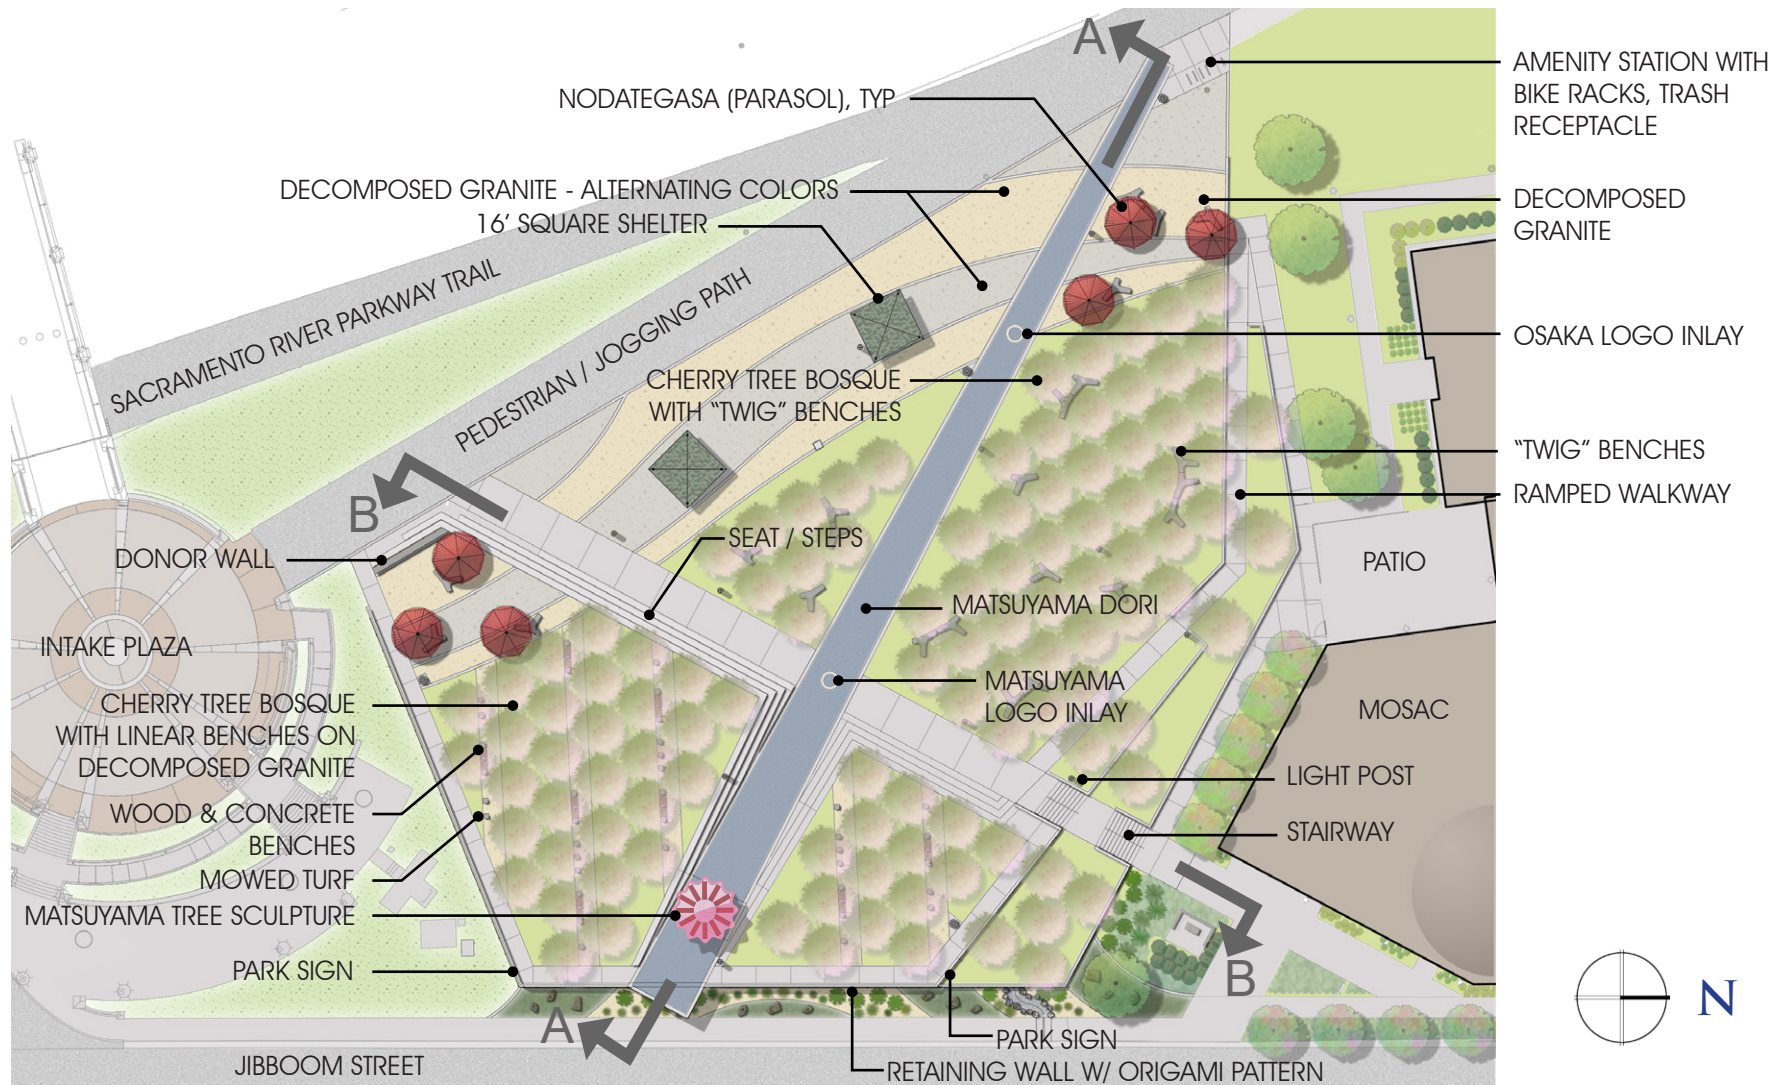 A
AMENITY STATION WITH
BIKE RACKS, TRASH
RECEPTACLE
NODATEGASA (PARASOL), TYP
DECOMPOSED GRANITE - ALTERNATING COLORS
16’ SQUARE SHELTER
DECOMPOSED
GRANITE
SACRAMENTO RIVER PARKWAY TRAIL
PEDESTRIAN / JOGGING PATH
OSAKA LOGO INLAY
CHERRY TREE BOSQUE
WITH “TWIG” BENCHES
“TWIG” BENCHES
RAMPED WALKWAY
B
SEAT / STEPS
DONOR WALL
PATIO
MATSUYAMA DORI
INTAKE PLAZA
MATSUYAMA
LOGO INLAY
CHERRY TREE BOSQUE
WITH LINEAR BENCHES ON
DECOMPOSED GRANITE
MOSAC
LIGHT POST
WOOD & CONCRETE
BENCHES
STAIRWAY
MOWED TURF
MATSUYAMA TREE SCULPTURE
PARK SIGN
B
N
A
PARK SIGN
JIBBOOM STREET
RETAINING WALL W/ ORIGAMI PATTERN